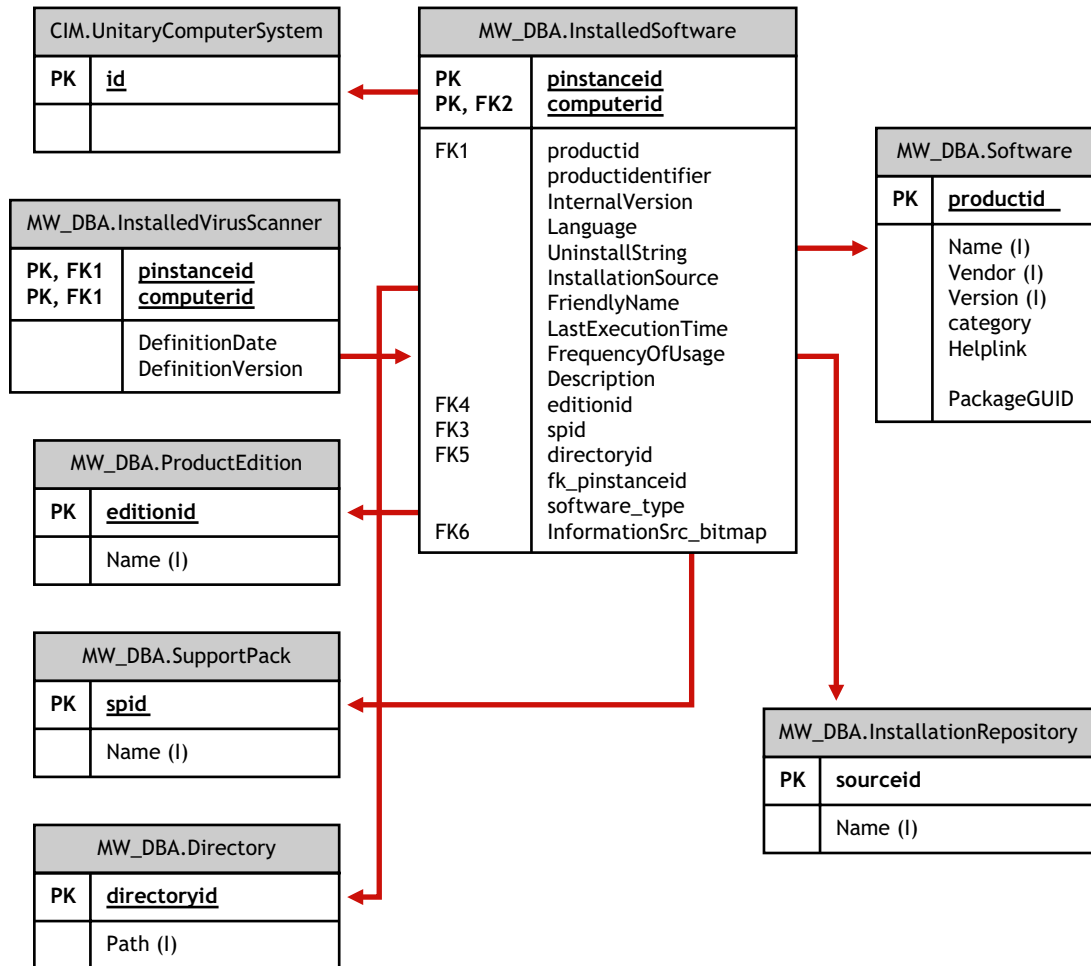 CIM.UnitaryComputerSystem
PK id
MW_DBA.InstalledSoftware
PK pinstanceid
PK, FK2 computerid
FK1 productid
productidentifier
InternalVersion
Language
UninstallString
InstallationSource
FriendlyName
LastExecutionTime
FrequencyOfUsage
Description
FK4 editionid
FK3 spid
FK5 directoryid
fk_pinstanceid
software_type
FK6 InformationSrc_bitmap
MW_DBA.Software
PK productid
Name (I)
Vendor (I)
Version (I)
category
Helplink
PackageGUID
MW_DBA.InstalledVirusScanner
PK, FK1 pinstanceid
PK, FK1 computerid
DefinitionDate
DefinitionVersion
MW_DBA.ProductEdition
PK editionid
Name (I)
MW_DBA.SupportPack
PK spid
Name (I)
MW_DBA.InstallationRepository
PK sourceid
Name (I)
MW_DBA.Directory
PK directoryid
Path (I)